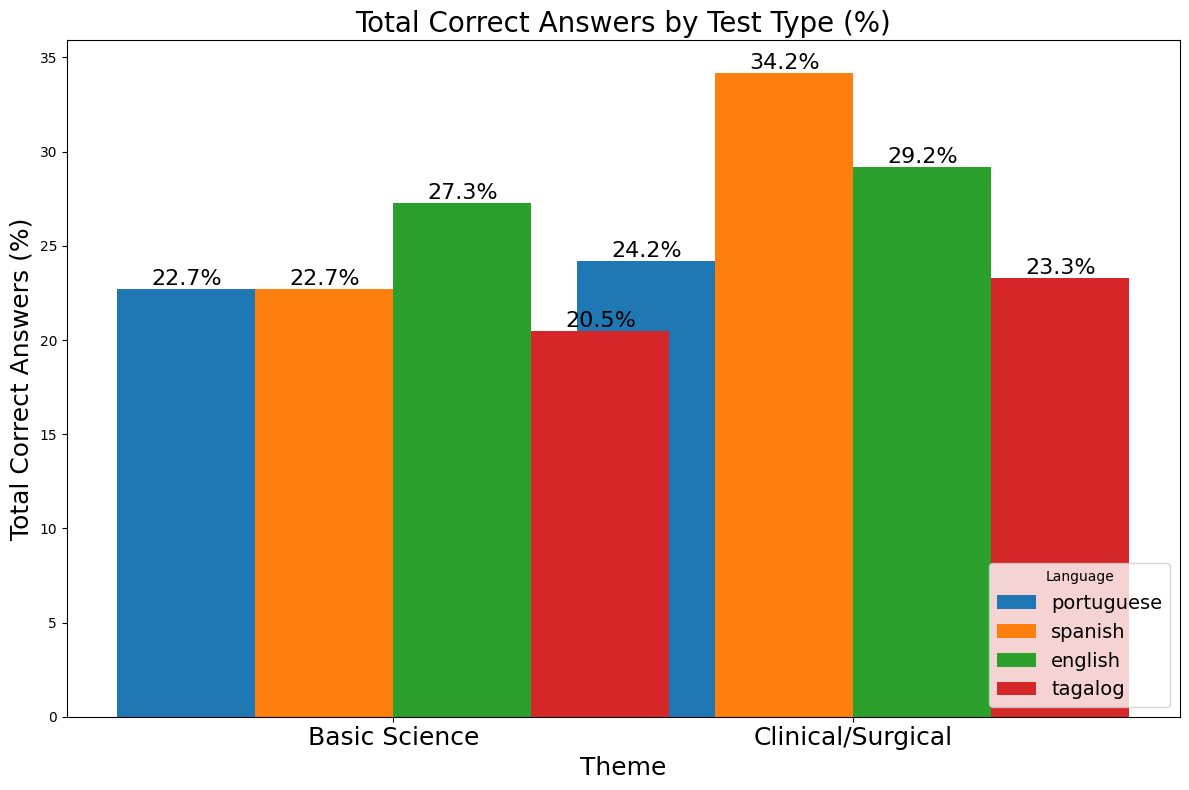 Total Correct Answers by Test Type (%)
Total Correct Answers (%)
35
30
25
20
15
10
5
0
22.7%
22.7%
27.3%
20.5%
24.2%
34.2%
29.2%
23.3%
Language
portuguese
spanish
english
tagalog
Basic Science
Clinical/Surgical
Theme